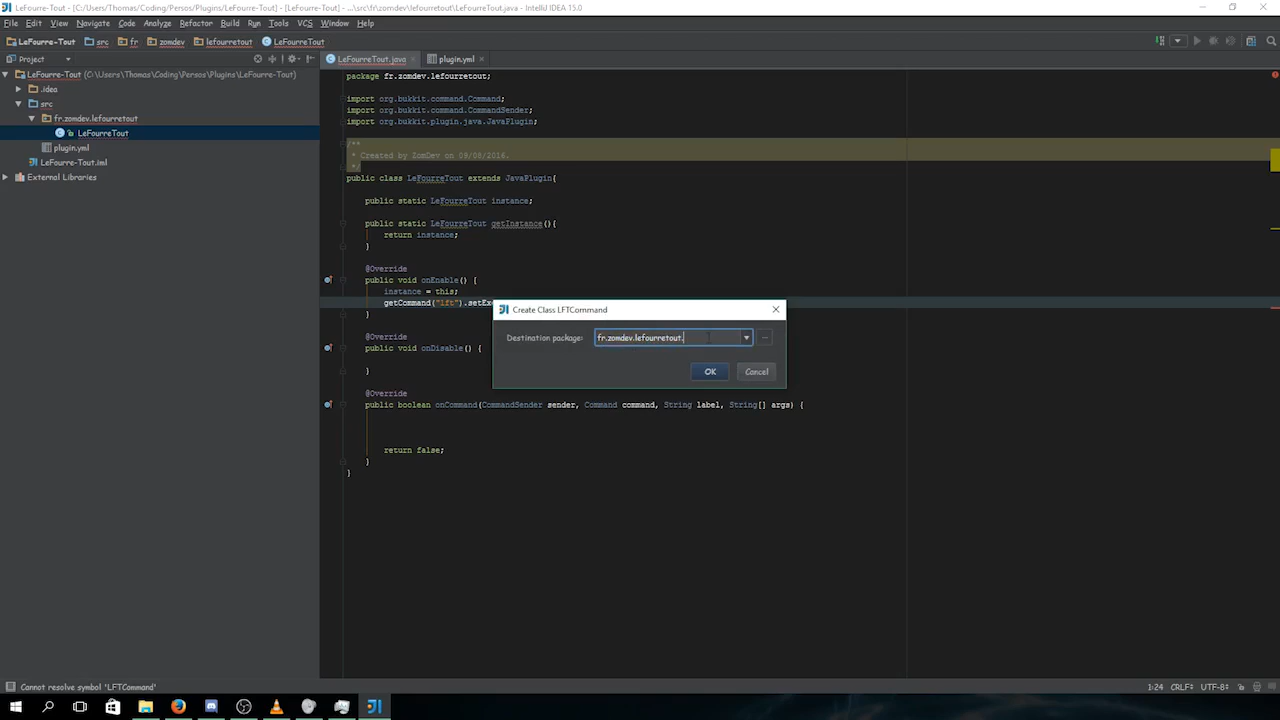 LeFourre-Tout - [C:/Users/Thomas/Coding/Persos/Plugins/LeFourre-Tout] - [LeFourre-Tout] - ...\src\fr\zomdev\lefourretout\LeFourreTout.java - IntelliJ IDEA 15.0
File Edit View Navigate Code Analyze Refactor Build Run Tools VCS Window Help
LeFourre-Tout src fr zomdev lefourretout LeFourreTout
Project
LeFourreTout.java plugin.yml
LeFourre-Tout (C:\Users\Thomas\Coding\Persos\Plugins\LeFourre-Tout)
.idea
src
fr.zomdev.lefourretout
LeFourreTout
plugin.yml
LeFourre-Tout.iml
External Libraries
package fr.zomdev.lefourretout;
import org.bukkit.command.Command;
import org.bukkit.command.CommandSender;
import org.bukkit.plugin.java.JavaPlugin;
/**
* Created by ZomDev on 09/08/2016.
*/
public class LeFourreTout extends JavaPlugin{
public static LeFourreTout instance;
public static LeFourreTout getInstance(){
return instance;
}
@Override
public void onEnable() {
instance = this;
getCommand("lft").setEx
}
@Override
public void onDisable() {
}
@Override
public boolean onCommand(CommandSender sender, Command command, String label, String[] args) {
return false;
}
}
Create Class LFTCommand
Destination package: fr.zomdev.lefourretout. ...
OK Cancel
Cannot resolve symbol 'LFTCommand' 1:24 CRLF÷ UTF-8÷